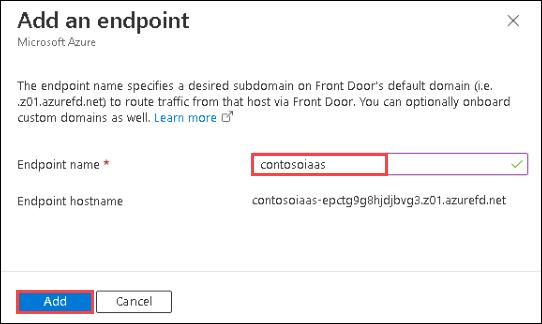 Add an endpoint
Microsoft Azure
The endpoint name specifies a desired subdomain on Front Door's default domain (i.e.
.z01.azurefd.net) to route traffic from that host via Front Door. You can optionally onboard
custom domains as well. Learn more
Endpoint name *
contosoiaas
Endpoint hostname
contosoiaas-epctg9g8hjdjbvg3.z01.azurefd.net
Add
Cancel